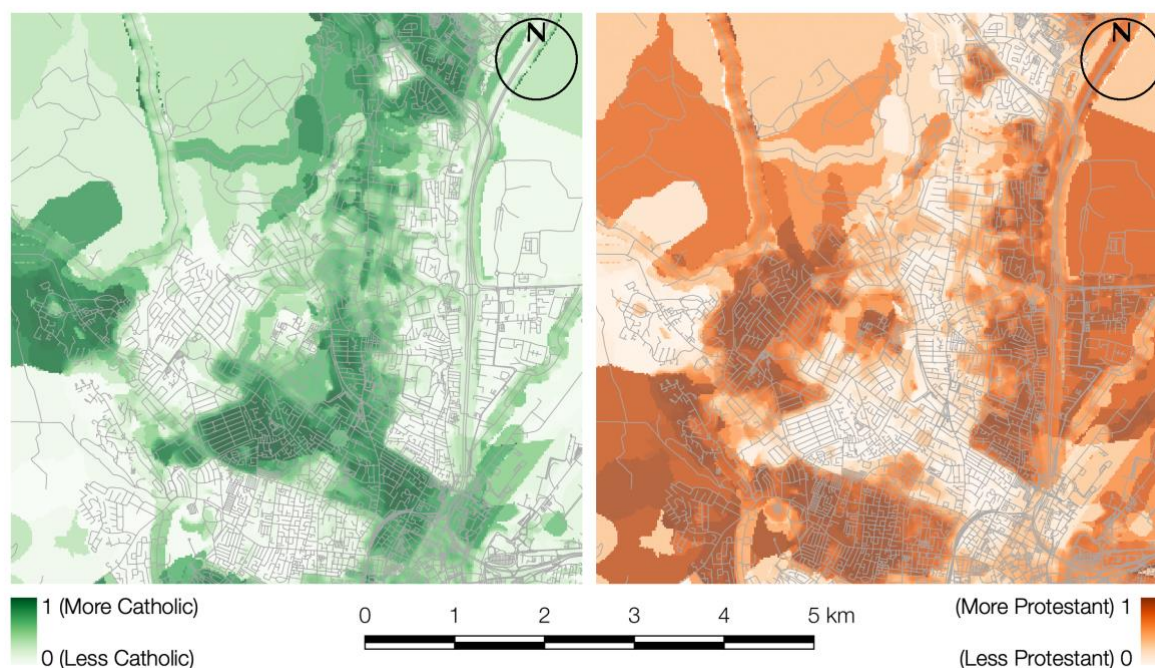 N
N
1 (More Catholic)
0 (Less Catholic)
0 1 2 3 4 5 km
(More Protestant) 1
(Less Protestant) 0